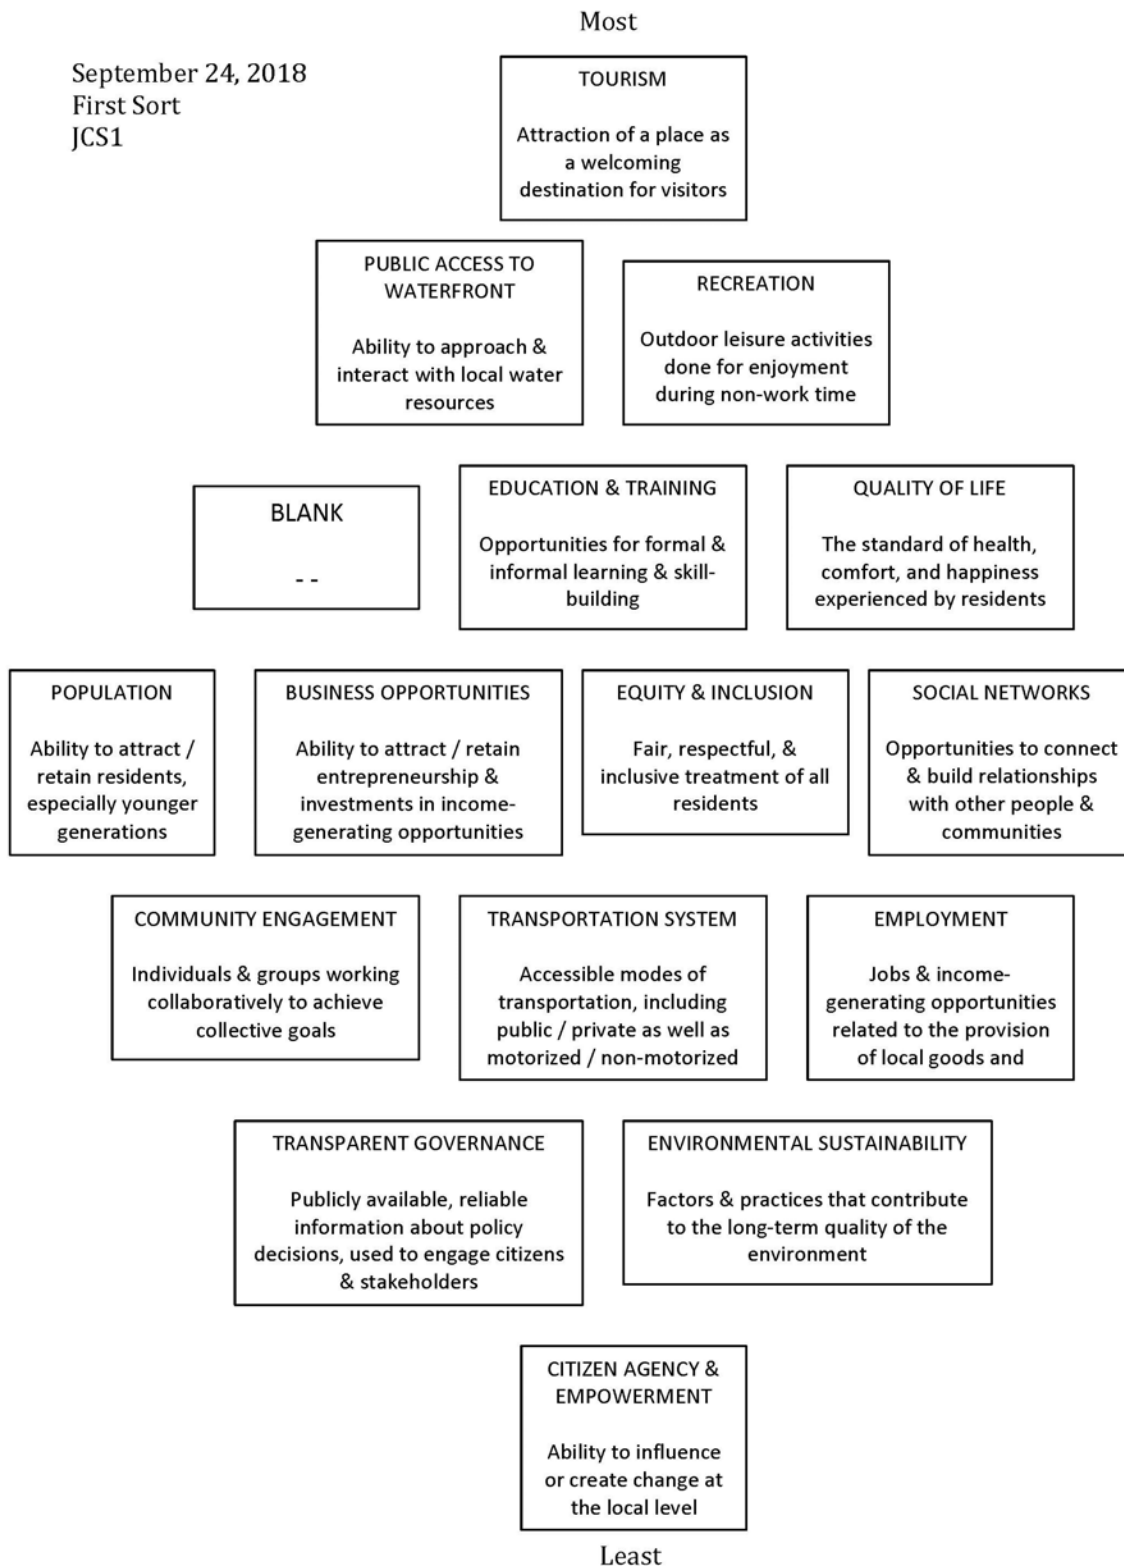 Most
September 24, 2018
First Sort
JCS1
TOURISM
Attraction of a place as
a welcoming
destination for visitors
PUBLIC ACCESS TO
WATERFRONT
Ability to approach &
interact with local water
resources
RECREATION
Outdoor leisure activities
done for enjoyment
during non-work time
BLANK
- -
EDUCATION & TRAINING
Opportunities for formal &
informal learning & skill-
building
QUALITY OF LIFE
The standard of health,
comfort, and happiness
experienced by residents
POPULATION
Ability to attract /
retain residents,
especially younger
generations
BUSINESS OPPORTUNITIES
Ability to attract / retain
entrepreneurship &
investments in income-
generating opportunities
EQUITY & INCLUSION
Fair, respectful, &
inclusive treatment of all
residents
SOCIAL NETWORKS
Opportunities to connect
& build relationships
with other people &
communities
COMMUNITY ENGAGEMENT
Individuals & groups working
collaboratively to achieve
collective goals
TRANSPORTATION SYSTEM
Accessible modes of
transportation, including
public / private as well as
motorized / non-motorized
EMPLOYMENT
Jobs & income-
generating opportunities
related to the provision
of local goods and
TRANSPARENT GOVERNANCE
Publicly available, reliable
information about policy
decisions, used to engage citizens
& stakeholders
ENVIRONMENTAL SUSTAINABILITY
Factors & practices that contribute
to the long-term quality of the
environment
CITIZEN AGENCY &
EMPOWERMENT
Ability to influence
or create change at
the local level
Least